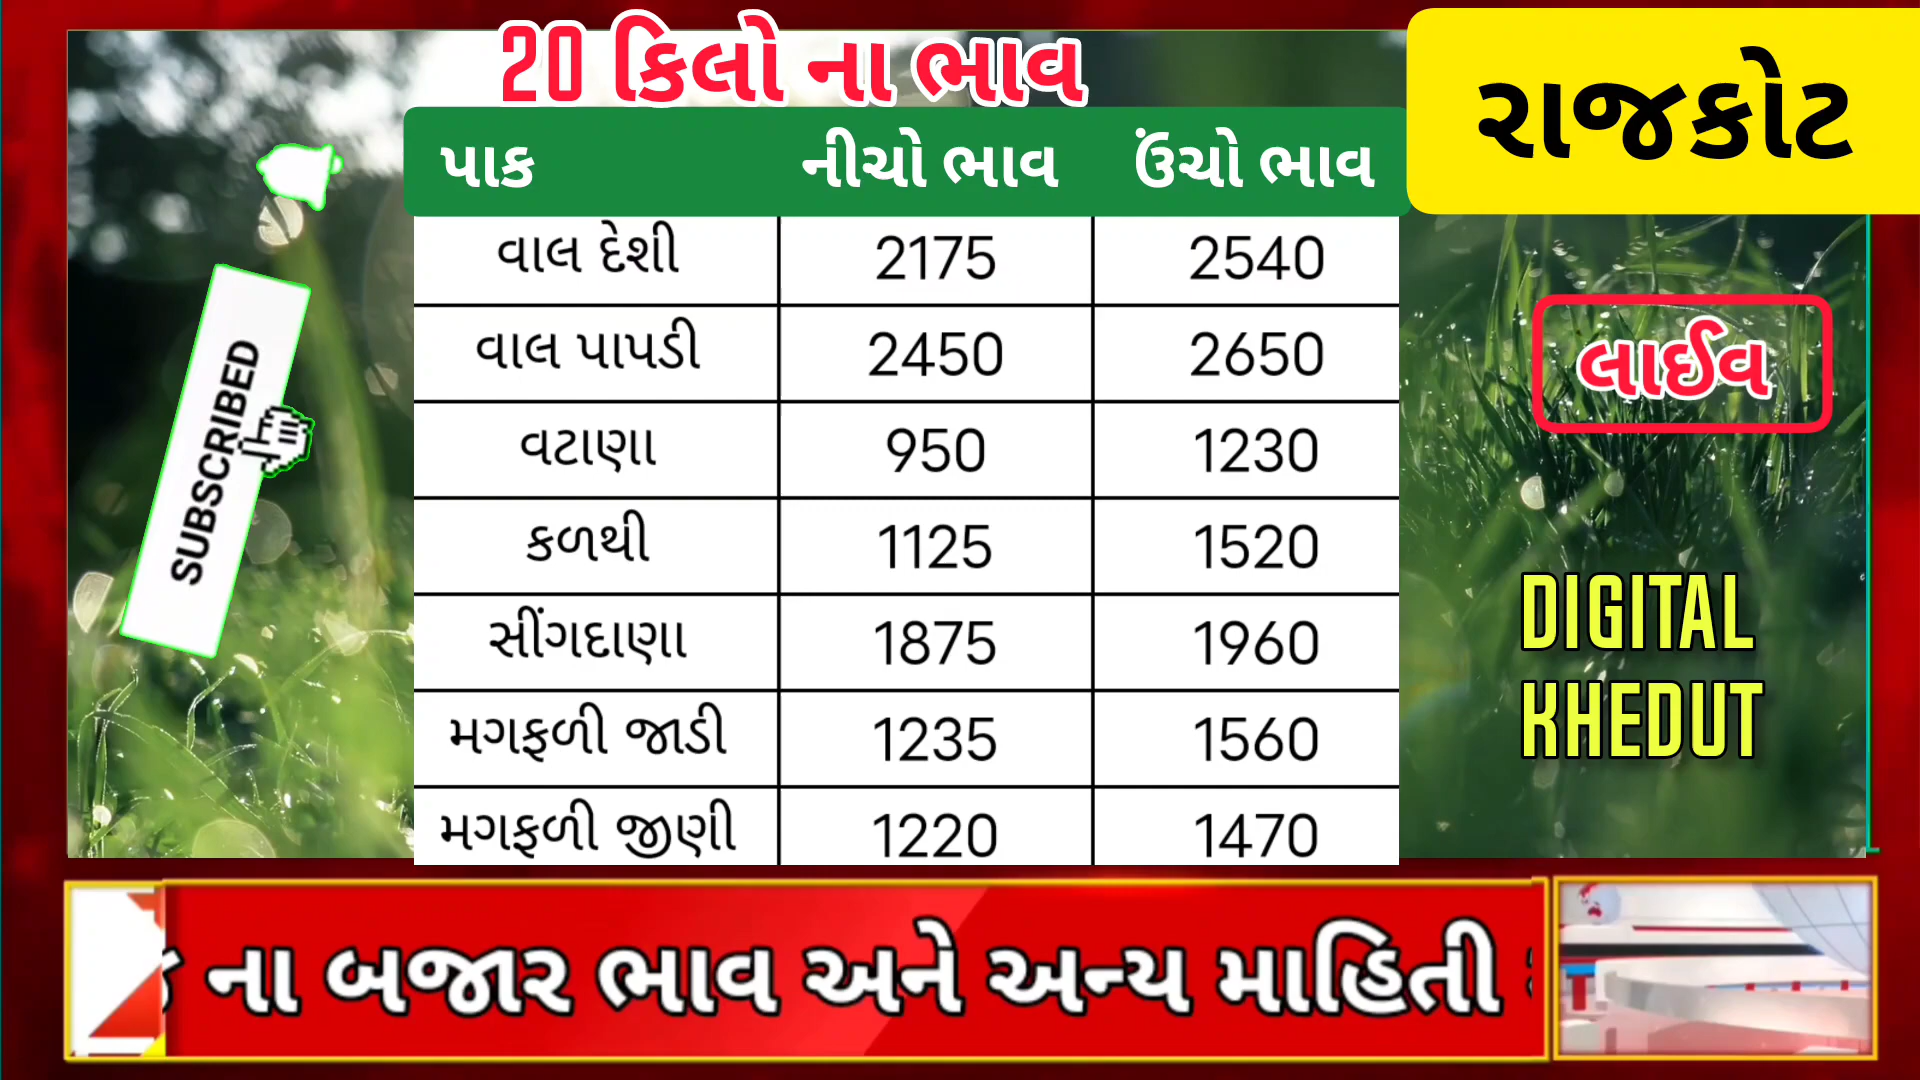 20 કિલો ના ભાવ
રાજકોટ
પાક નીચો ભાવ ઉંચો ભાવ
વાલ દેશી 2175 2540
વાલ પાપડી 2450 2650
વટાણા 950 1230
કળથી 1125 1520
સીંગદાણા 1875 1960
મગફળી જાડી 1235 1560
મગફળી જીણી 1220 1470
SUBSCRIBED
લાઈવ
DIGITAL
KHEDUT
ના બજાર ભાવ અને અન્ય માહિતી